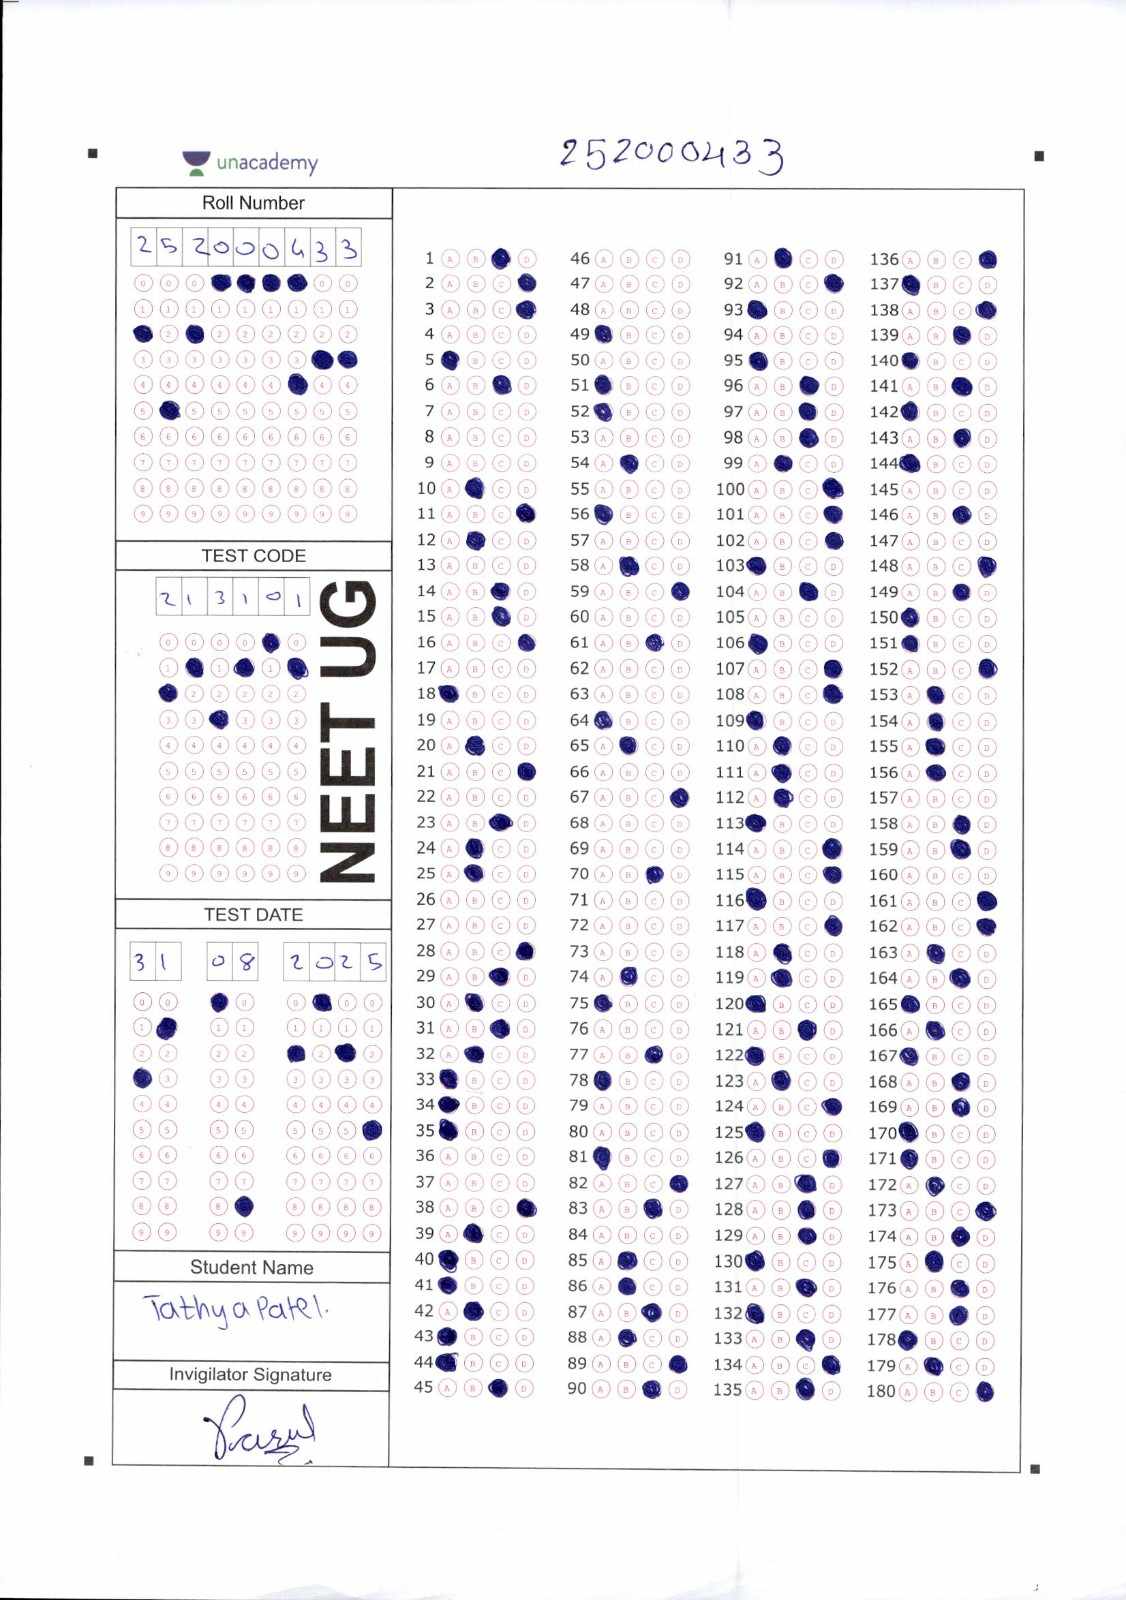 unacademy
252000433
Roll Number
2 5 2 0 0 0 4 3 3
TEST CODE
2 1 3 1 0 1
NEET UG
TEST DATE
3 1 0 8 2 0 2 5
Student Name
Tathya Patel.
Invigilator Signature
1 A B D
2 A B C
3 A B C
4 A B C D
5 B C D
6 A B D
7 A B C D
8 A B C D
9 A B C D
10 A C D
11 A B C
12 A C D
13 A B C D
14 A B D
15 A B D
16 A B C
17 A B C D
18 B C D
19 A B C D
20 A C D
21 A B C
22 A B C D
23 A B D
24 A C D
25 A C D
26 A B C D
27 A B C D
28 A B C
29 A B D
30 A C D
31 A B D
32 A C D
33 B C D
34 B C D
35 B C D
36 A B C D
37 A B C D
38 A B C
39 A C D
40 B C D
41 B C D
42 A C D
43 B C D
44 B C D
45 A B D
46 A B C D
47 A B C D
48 A B C D
49 B C D
50 A B C D
51 B C D
52 B C D
53 A B C D
54 A C D
55 A B C D
56 B C D
57 A B C D
58 A C D
59 A B C
60 A B C D
61 A B D
62 A B C D
63 A B C D
64 B C D
65 A C D
66 A B C D
67 A B C
68 A B C D
69 A B C D
70 A B D
71 A B C D
72 A B C D
73 A B C D
74 A C D
75 B C D
76 A B C D
77 A B D
78 B C D
79 A B C D
80 A B C D
81 B C D
82 A B C
83 A B D
84 A B C D
85 A C D
86 A C D
87 A B D
88 A C D
89 A B C
90 A B D
91 A C D
92 A B C
93 B C D
94 A B C D
95 B C D
96 A B D
97 A B D
98 A B D
99 A C D
100 A B C
101 A B C
102 A B C
103 B C D
104 A B D
105 A B C D
106 B C D
107 A B C
108 A B C
109 B C D
110 A C D
111 A C D
112 A C D
113 B C D
114 A B C
115 A B C
116 B C D
117 A B C
118 A C D
119 A C D
120 B C D
121 A B D
122 B C D
123 A C D
124 A B C
125 B C D
126 A B C
127 A B D
128 A B D
129 A B D
130 B C D
131 A B D
132 B C D
133 A B D
134 A B C
135 A B D
136 A B C
137 B C D
138 A B C
139 A B D
140 B C D
141 A B D
142 B C D
143 A B D
144 B C D
145 A B C D
146 A B D
147 A B C D
148 A B C
149 A B D
150 B C D
151 B C D
152 A B C
153 A C D
154 A C D
155 A C D
156 A C D
157 A B C D
158 A B D
159 A B D
160 A B C D
161 A B C
162 A B C
163 A C D
164 A B D
165 B C D
166 A C D
167 B C D
168 A B D
169 A B D
170 B C D
171 B C D
172 A C D
173 A B C
174 A B D
175 A C D
176 A B D
177 A B D
178 B C D
179 A C D
180 A B C